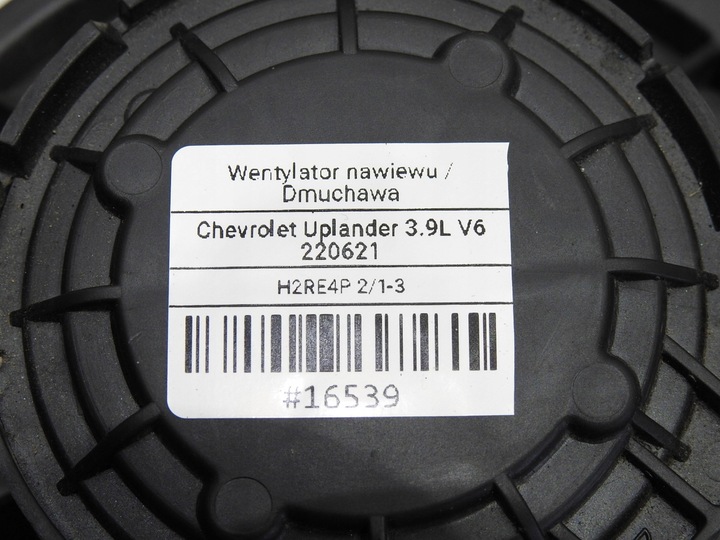 Wentylator nawiewu /
Dmuchawa
Chevrolet Uplander 3.9L V6
220621
H2RE4P 2/1-3
#16539